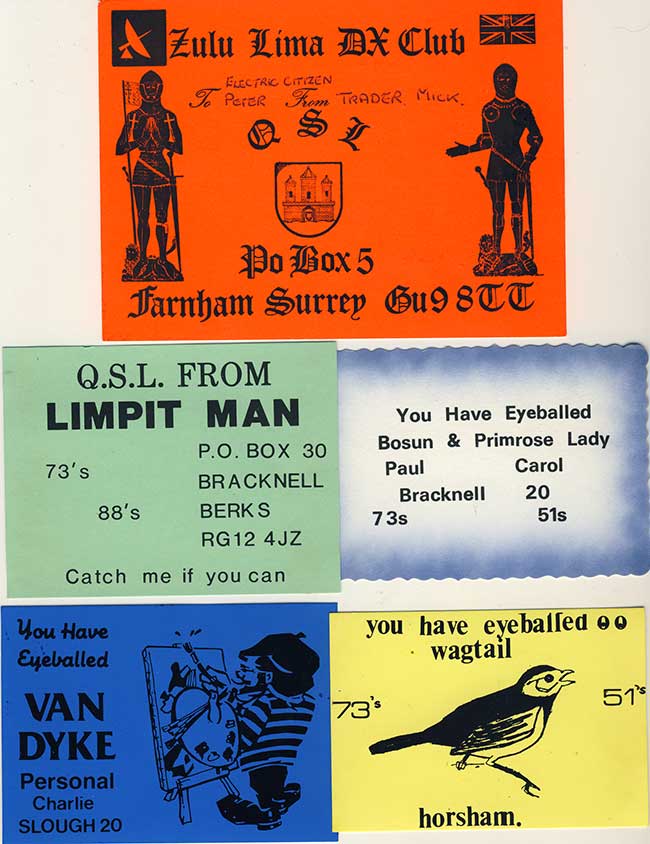 Zulu Lima DX Club
ELECTRIC CITIZEN
To PETER From TRADER MICK.
QSL
Po Box 5
Farnham Surrey Gu9 8TT
Q.S.L. FROM
LIMPIT MAN
P.O. BOX 30
73's
BRACKNELL
88's
BERKS
RG12 4JZ
Catch me if you can
You Have Eyeballed
Bosun & Primrose Lady
Paul Carol
Bracknell 20
73s 51s
You Have
Eyeballed
VAN
DYKE
Personal
Charlie
SLOUGH 20
you have eyeballed
wagtail
73's 51's
horsham.